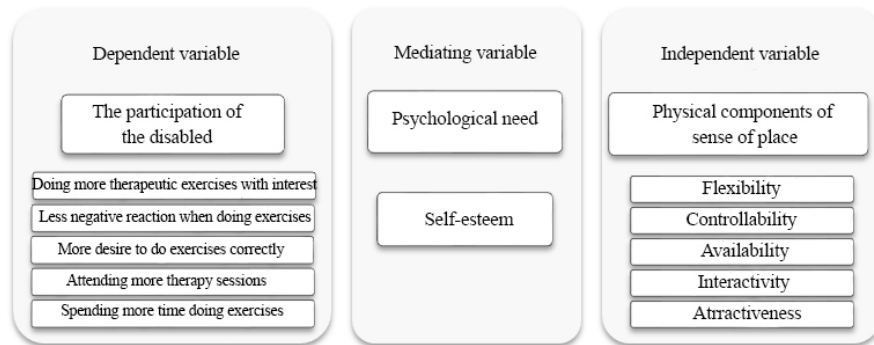 Dependent variable
The participation of
the disabled
Doing more therapeutic exercises with interest
Less negative reaction when doing exercises
More desire to do exercises correctly
Attending more therapy sessions
Spending more time doing exercises
Mediating variable
Psychological need
Self-esteem
Independent variable
Physical components of
sense of place
Flexibility
Controllability
Availability
Interactivity
Atrractiveness